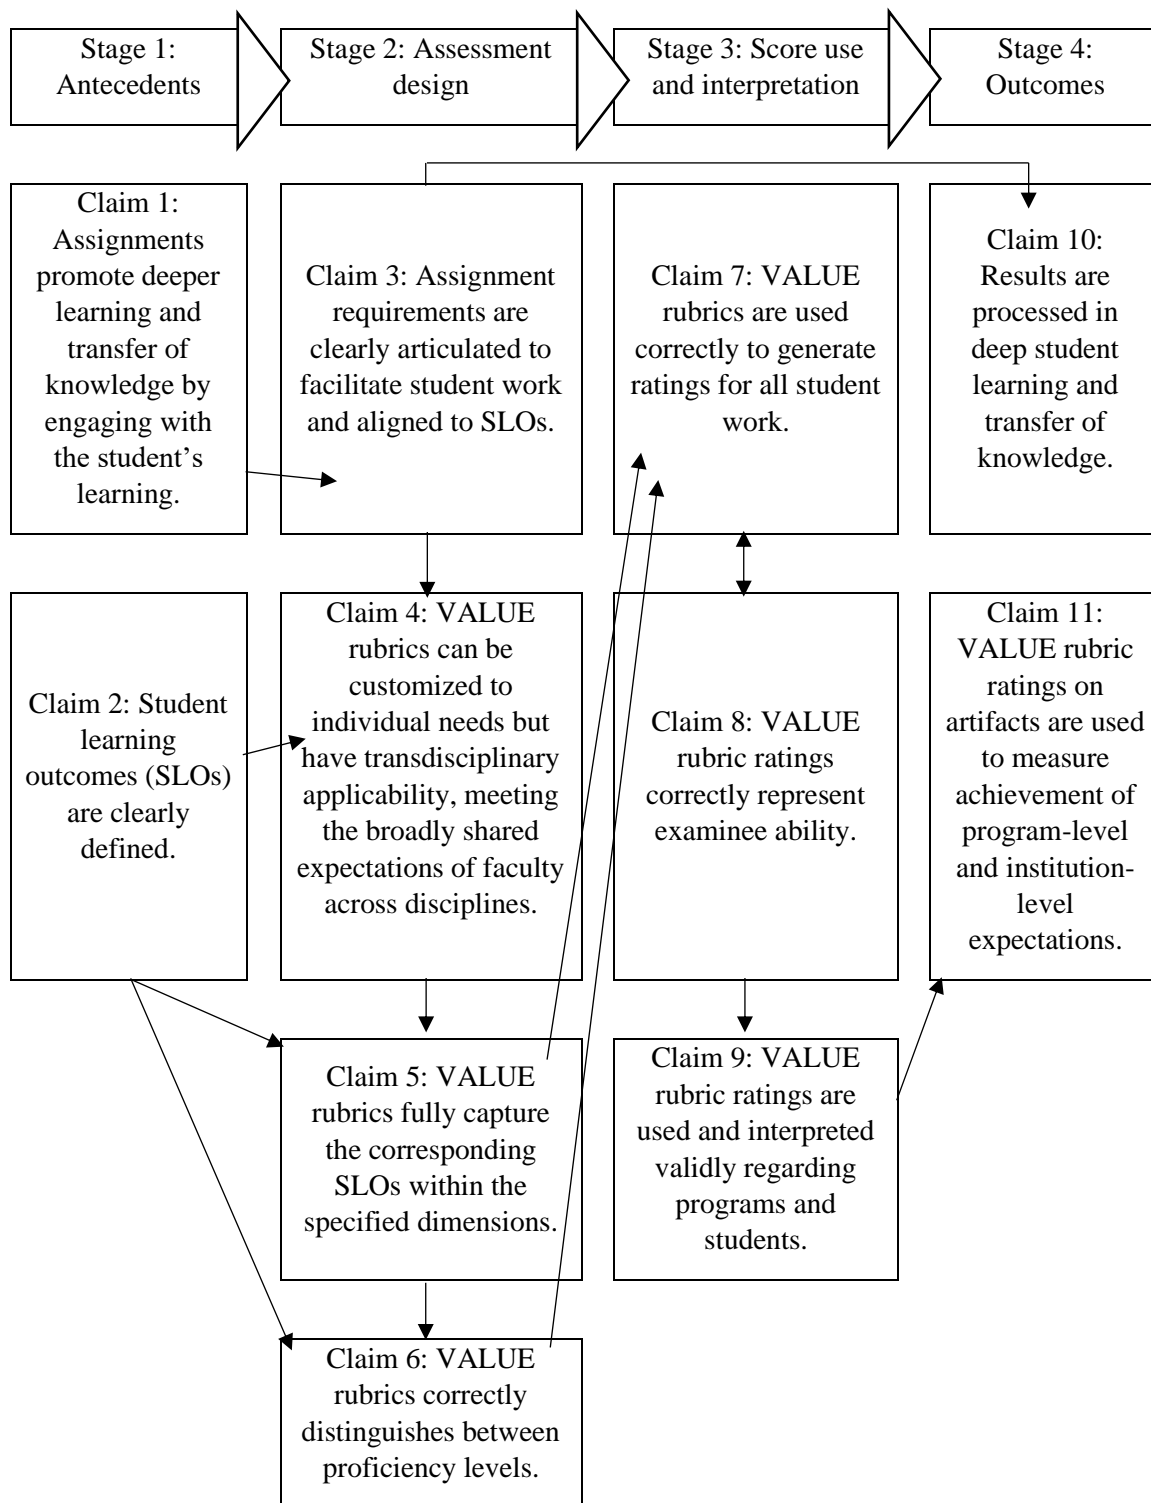 Stage 1:
Antecedents
Stage 2: Assessment
design
Stage 3: Score use
and interpretation
Stage 4:
Outcomes
Claim 1:
Assignments
promote deeper
learning and
transfer of
knowledge by
engaging with
the student’s
learning.
Claim 3: Assignment
requirements are
clearly articulated to
facilitate student work
and aligned to SLOs.
Claim 7: VALUE
rubrics are used
correctly to generate
ratings for all student
work.
Claim 10:
Results are
processed in
deep student
learning and
transfer of
knowledge.
Claim 2: Student
learning
outcomes (SLOs)
are clearly
defined.
Claim 4: VALUE
rubrics can be
customized to
individual needs but
have transdisciplinary
applicability, meeting
the broadly shared
expectations of faculty
across disciplines.
Claim 8: VALUE
rubric ratings
correctly represent
examinee ability.
Claim 11:
VALUE rubric
ratings on
artifacts are used
to measure
achievement of
program-level
and institution-
level
expectations.
Claim 5: VALUE
rubrics fully capture
the corresponding
SLOs within the
specified dimensions.
Claim 9: VALUE
rubric ratings are
used and interpreted
validly regarding
programs and
students.
Claim 6: VALUE
rubrics correctly
distinguishes between
proficiency levels.